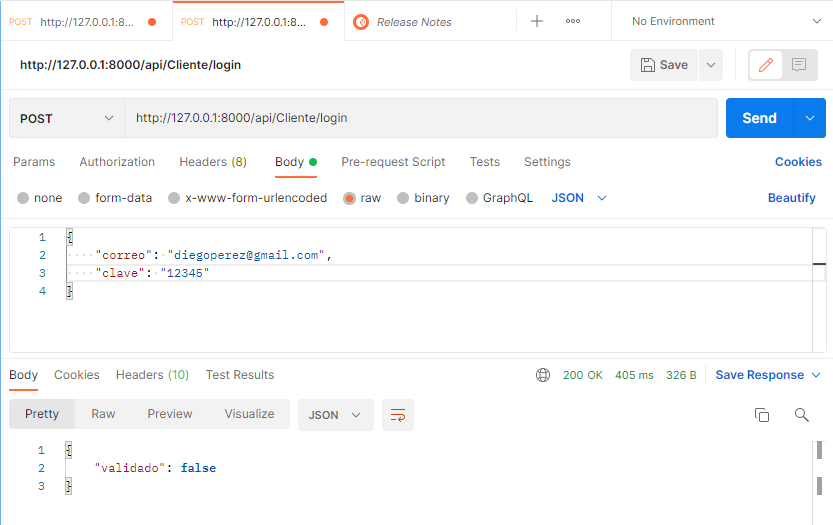 POST http://127.0.0.1:8... POST http://127.0.0.1:8... Release Notes No Environment
http://127.0.0.1:8000/api/Cliente/login Save
POST http://127.0.0.1:8000/api/Cliente/login Send
Params Authorization Headers (8) Body Pre-request Script Tests Settings Cookies
none form-data x-www-form-urlencoded raw binary GraphQL JSON Beautify
1 {
2 "correo": "diegoperez@gmail.com",
3 "clave": "12345"
4 }
Body Cookies Headers (10) Test Results 200 OK 405 ms 326 B Save Response
Pretty Raw Preview Visualize JSON
1 {
2 "validado": false
3 }